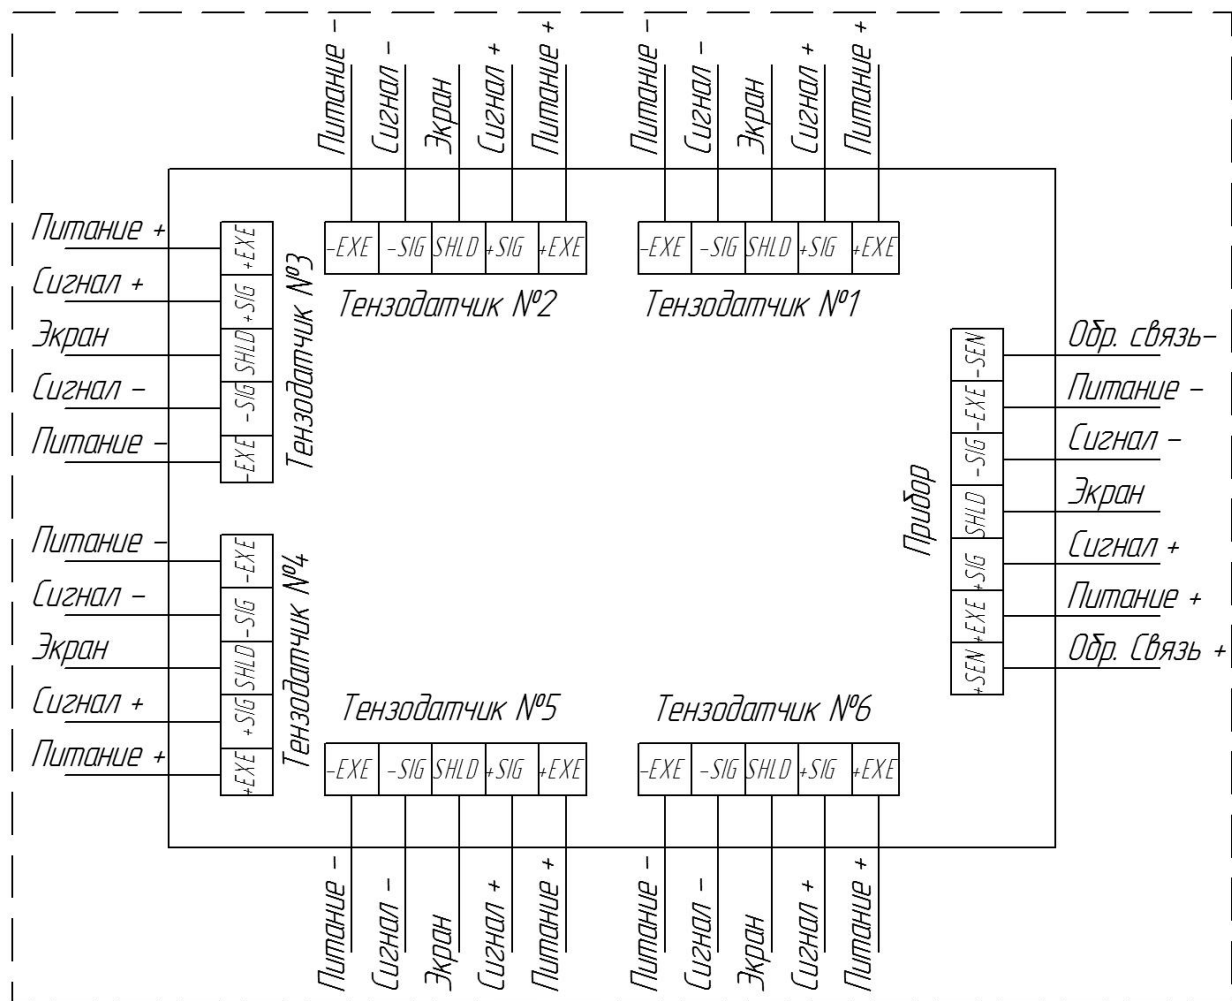 Питание -
Сигнал -
Экран
Сигнал +
Питание +
Питание -
Сигнал -
Экран
Сигнал +
Питание +
-EXE -SIG SHLD +SIG +EXE
Тензодатчик №2
-EXE -SIG SHLD +SIG +EXE
Тензодатчик №1
Питание +
Сигнал +
Экран
Сигнал -
Питание -
+EXE +SIG SHLD -SIG -EXE
Тензодатчик №3
Питание -
Сигнал -
Экран
Сигнал +
Питание +
-EXE -SIG SHLD +SIG +EXE
Тензодатчик №4
Прибор
-SEN -EXE -SIG SHLD +SIG +EXE +SEN
Обр. связь-
Питание -
Сигнал -
Экран
Сигнал +
Питание +
Обр. Связь +
Тензодатчик №5
-EXE -SIG SHLD +SIG +EXE
Тензодатчик №6
-EXE -SIG SHLD +SIG +EXE
Питание -
Сигнал -
Экран
Сигнал +
Питание +
Питание -
Сигнал -
Экран
Сигнал +
Питание +